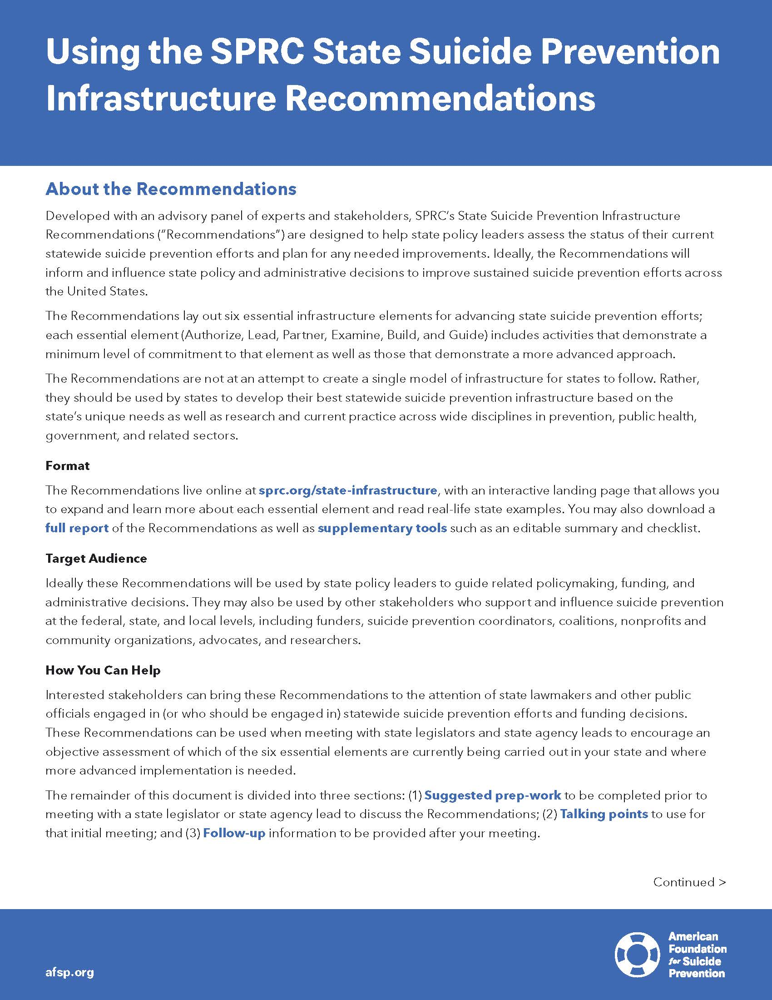 Using the SPRC State Suicide Prevention
Infrastructure Recommendations
About the Recommendations
Developed with an advisory panel of experts and stakeholders, SPRC’s State Suicide Prevention Infrastructure
Recommendations (“Recommendations”) are designed to help state policy leaders assess the status of their current
statewide suicide prevention efforts and plan for any needed improvements. Ideally, the Recommendations will
inform and influence state policy and administrative decisions to improve sustained suicide prevention efforts across
the United States.
The Recommendations lay out six essential infrastructure elements for advancing state suicide prevention efforts;
each essential element (Authorize, Lead, Partner, Examine, Build, and Guide) includes activities that demonstrate a
minimum level of commitment to that element as well as those that demonstrate a more advanced approach.
The Recommendations are not at an attempt to create a single model of infrastructure for states to follow. Rather,
they should be used by states to develop their best statewide suicide prevention infrastructure based on the
state’s unique needs as well as research and current practice across wide disciplines in prevention, public health,
government, and related sectors.
Format
The Recommendations live online at sprc.org/state-infrastructure, with an interactive landing page that allows you
to expand and learn more about each essential element and read real-life state examples. You may also download a
full report of the Recommendations as well as supplementary tools such as an editable summary and checklist.
Target Audience
Ideally these Recommendations will be used by state policy leaders to guide related policymaking, funding, and
administrative decisions. They may also be used by other stakeholders who support and influence suicide prevention
at the federal, state, and local levels, including funders, suicide prevention coordinators, coalitions, nonprofits and
community organizations, advocates, and researchers.
How You Can Help
Interested stakeholders can bring these Recommendations to the attention of state lawmakers and other public
officials engaged in (or who should be engaged in) statewide suicide prevention efforts and funding decisions.
These Recommendations can be used when meeting with state legislators and state agency leads to encourage an
objective assessment of which of the six essential elements are currently being carried out in your state and where
more advanced implementation is needed.
The remainder of this document is divided into three sections: (1) Suggested prep-work to be completed prior to
meeting with a state legislator or state agency lead to discuss the Recommendations; (2) Talking points to use for
that initial meeting; and (3) Follow-up information to be provided after your meeting.
Continued >
afsp.org
American
Foundation
for Suicide
Prevention